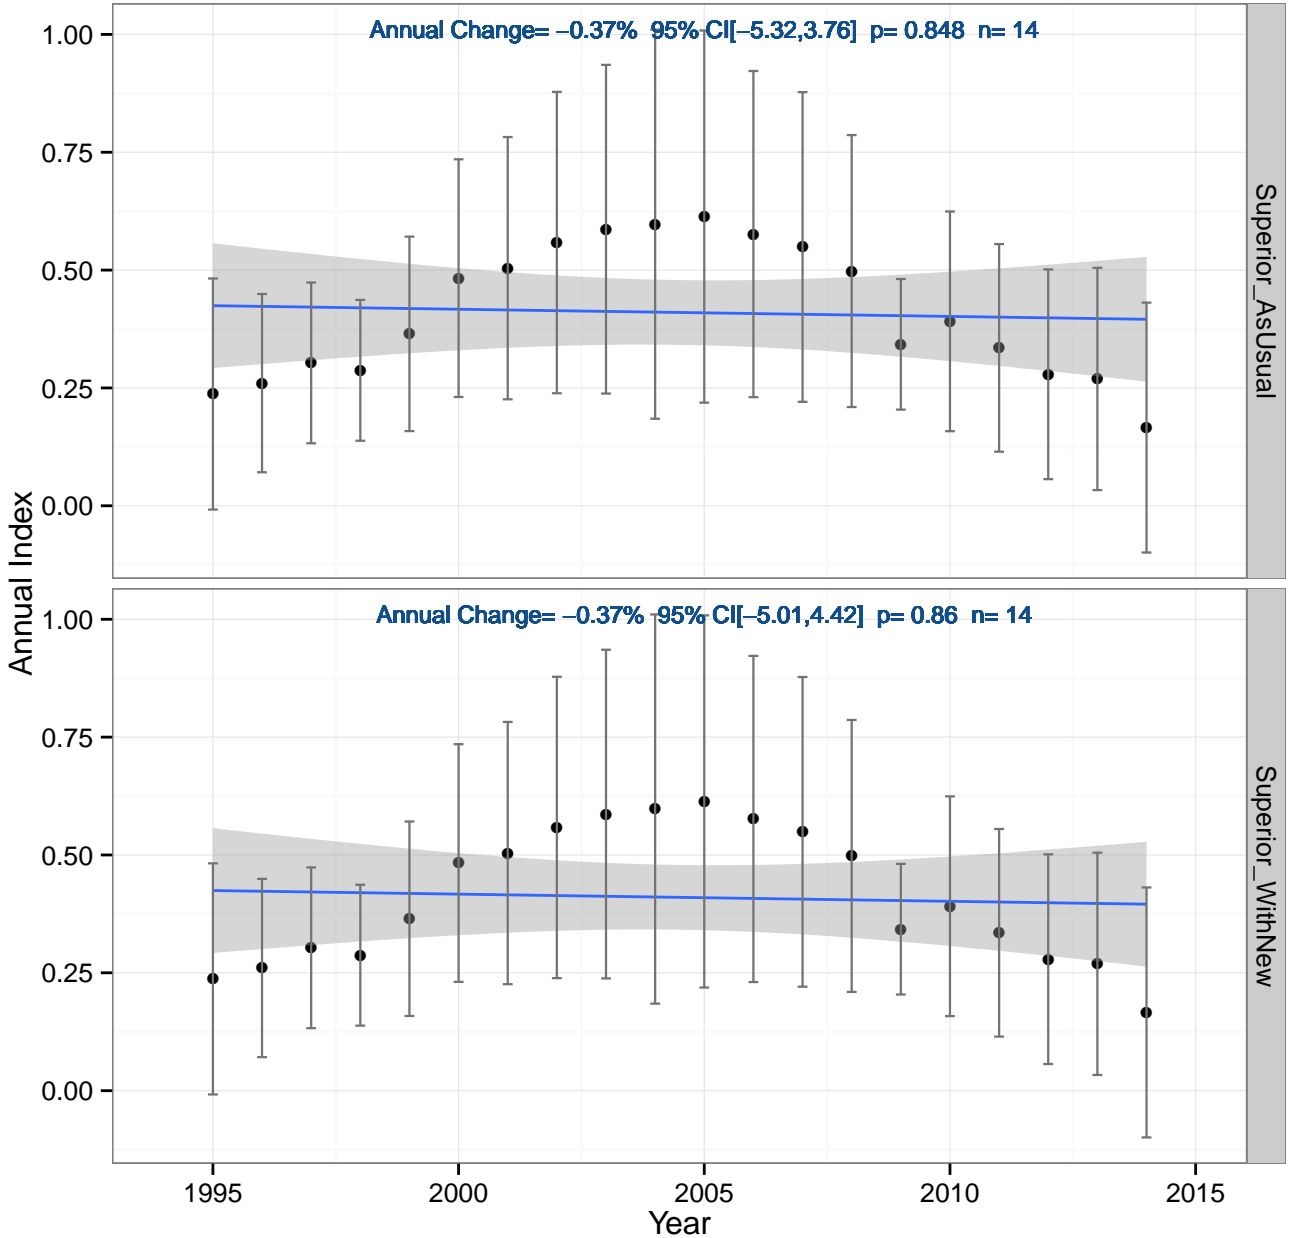 Annual Change= −0.37%  95% CI[−5.32,3.76]  p= 0.848  n= 14
1.00
0.75
0.50
0.25
0.00
Superior_AsUsual
Annual Index
Annual Change= −0.37%  95% CI[−5.01,4.42]  p= 0.86  n= 14
1.00
0.75
0.50
0.25
0.00
Superior_WithNew
1995 2000 2005 2010 2015
Year